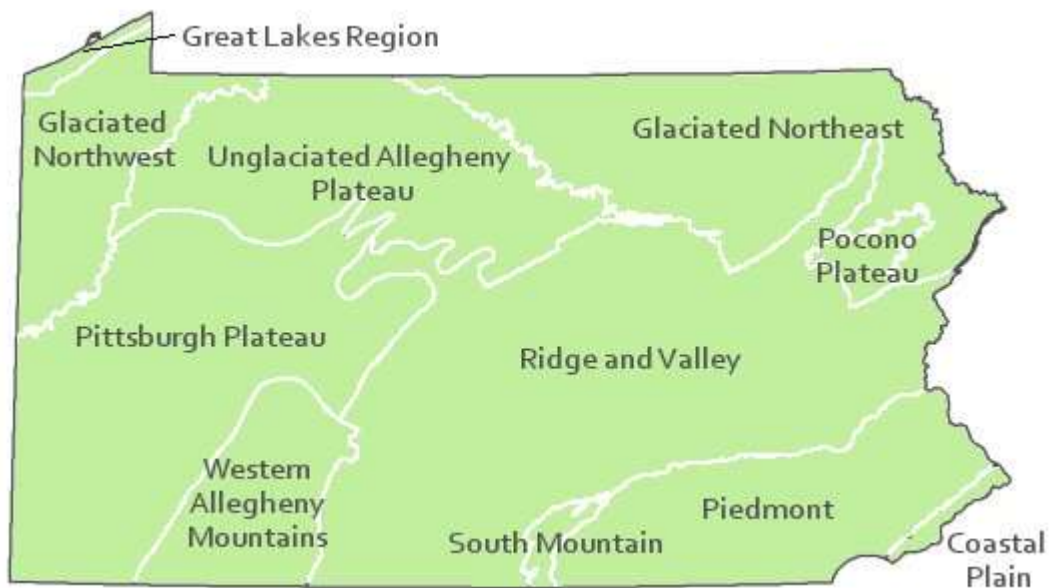 Great Lakes Region
Glaciated
Northwest
Unglaciated Allegheny
Plateau
Glaciated Northeast
Pocono
Plateau
Pittsburgh Plateau
Ridge and Valley
Western
Allegheny
Mountains
South Mountain
Piedmont
Coastal
Plain